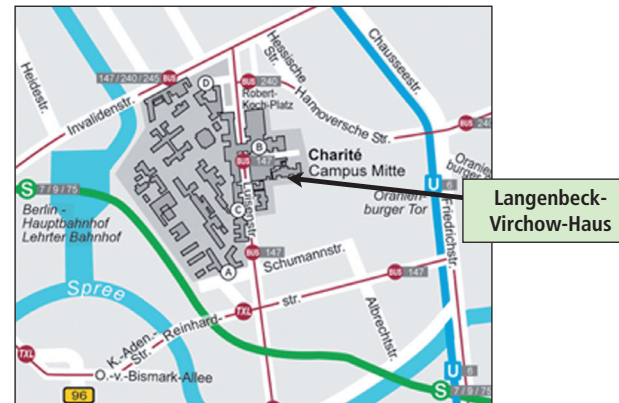 Heidestr.
147 / 240 / 245 BUS
Invalidenstr.
Hessische
Str.
Chausseestr.
BUS 240
Robert-
Koch-Platz
Hannoversche Str.
BUS 240
D
B
BUS
147
Charité
Campus Mitte
Oranien-
burger Tor
U 6
Langenbeck-
Virchow-Haus
S 7 / 9 / 75
Berlin -
Hauptbahnhof
Lehrter Bahnhof
Luisenstr.
C
A
BUS 147
Schumannstr.
Friedrichstr.
BUS 147
Spree
TXL
Reinhard-
str.
Albrechtstr.
K.-Aden.-
Str.
TXL
O.-v.-Bismark-Allee
96
U 6
S 7 / 9 / 75